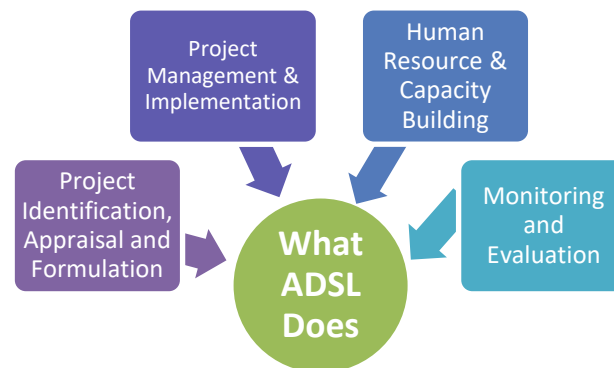 Project
Management &
Implementation
Human
Resource &
Capacity
Building
Project
Identification,
Appraisal and
Formulation
What
ADSL
Does
Monitoring
and
Evaluation